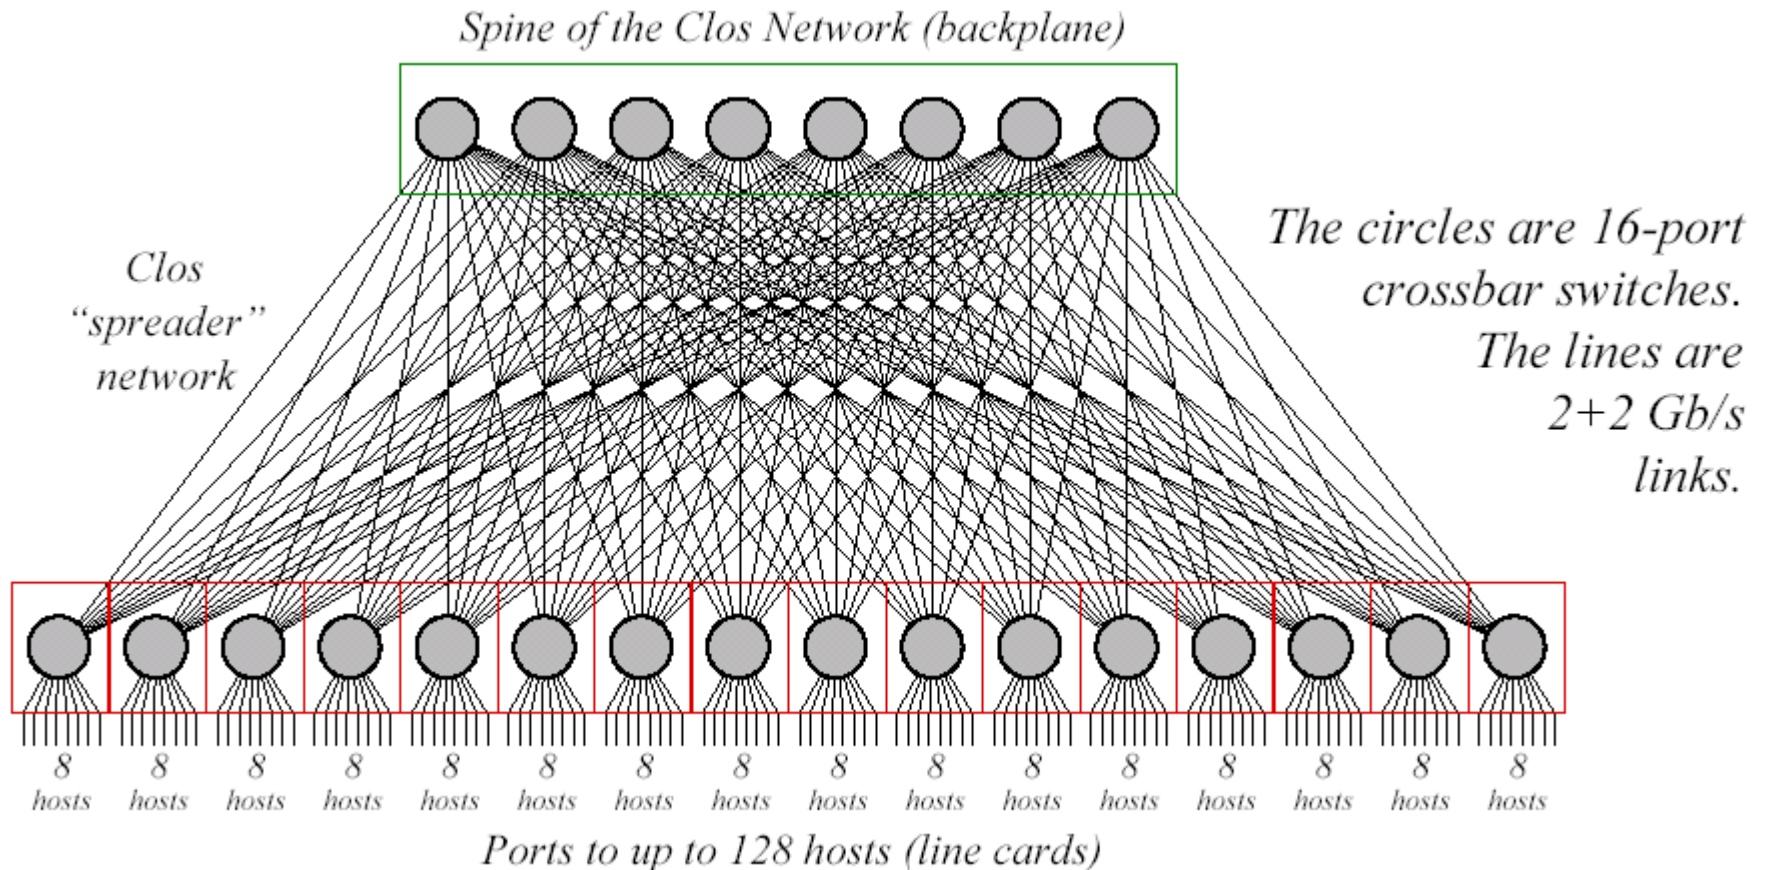 Spine of the Clos Network (backplane)
Clos
“spreader”
network
The circles are 16-port
crossbar switches.
The lines are
2+2 Gb/s
links.
8 8 8 8 8 8 8 8 8 8 8 8 8 8 8 8
hosts hosts hosts hosts hosts hosts hosts hosts hosts hosts hosts hosts hosts hosts hosts hosts
Ports to up to 128 hosts (line cards)